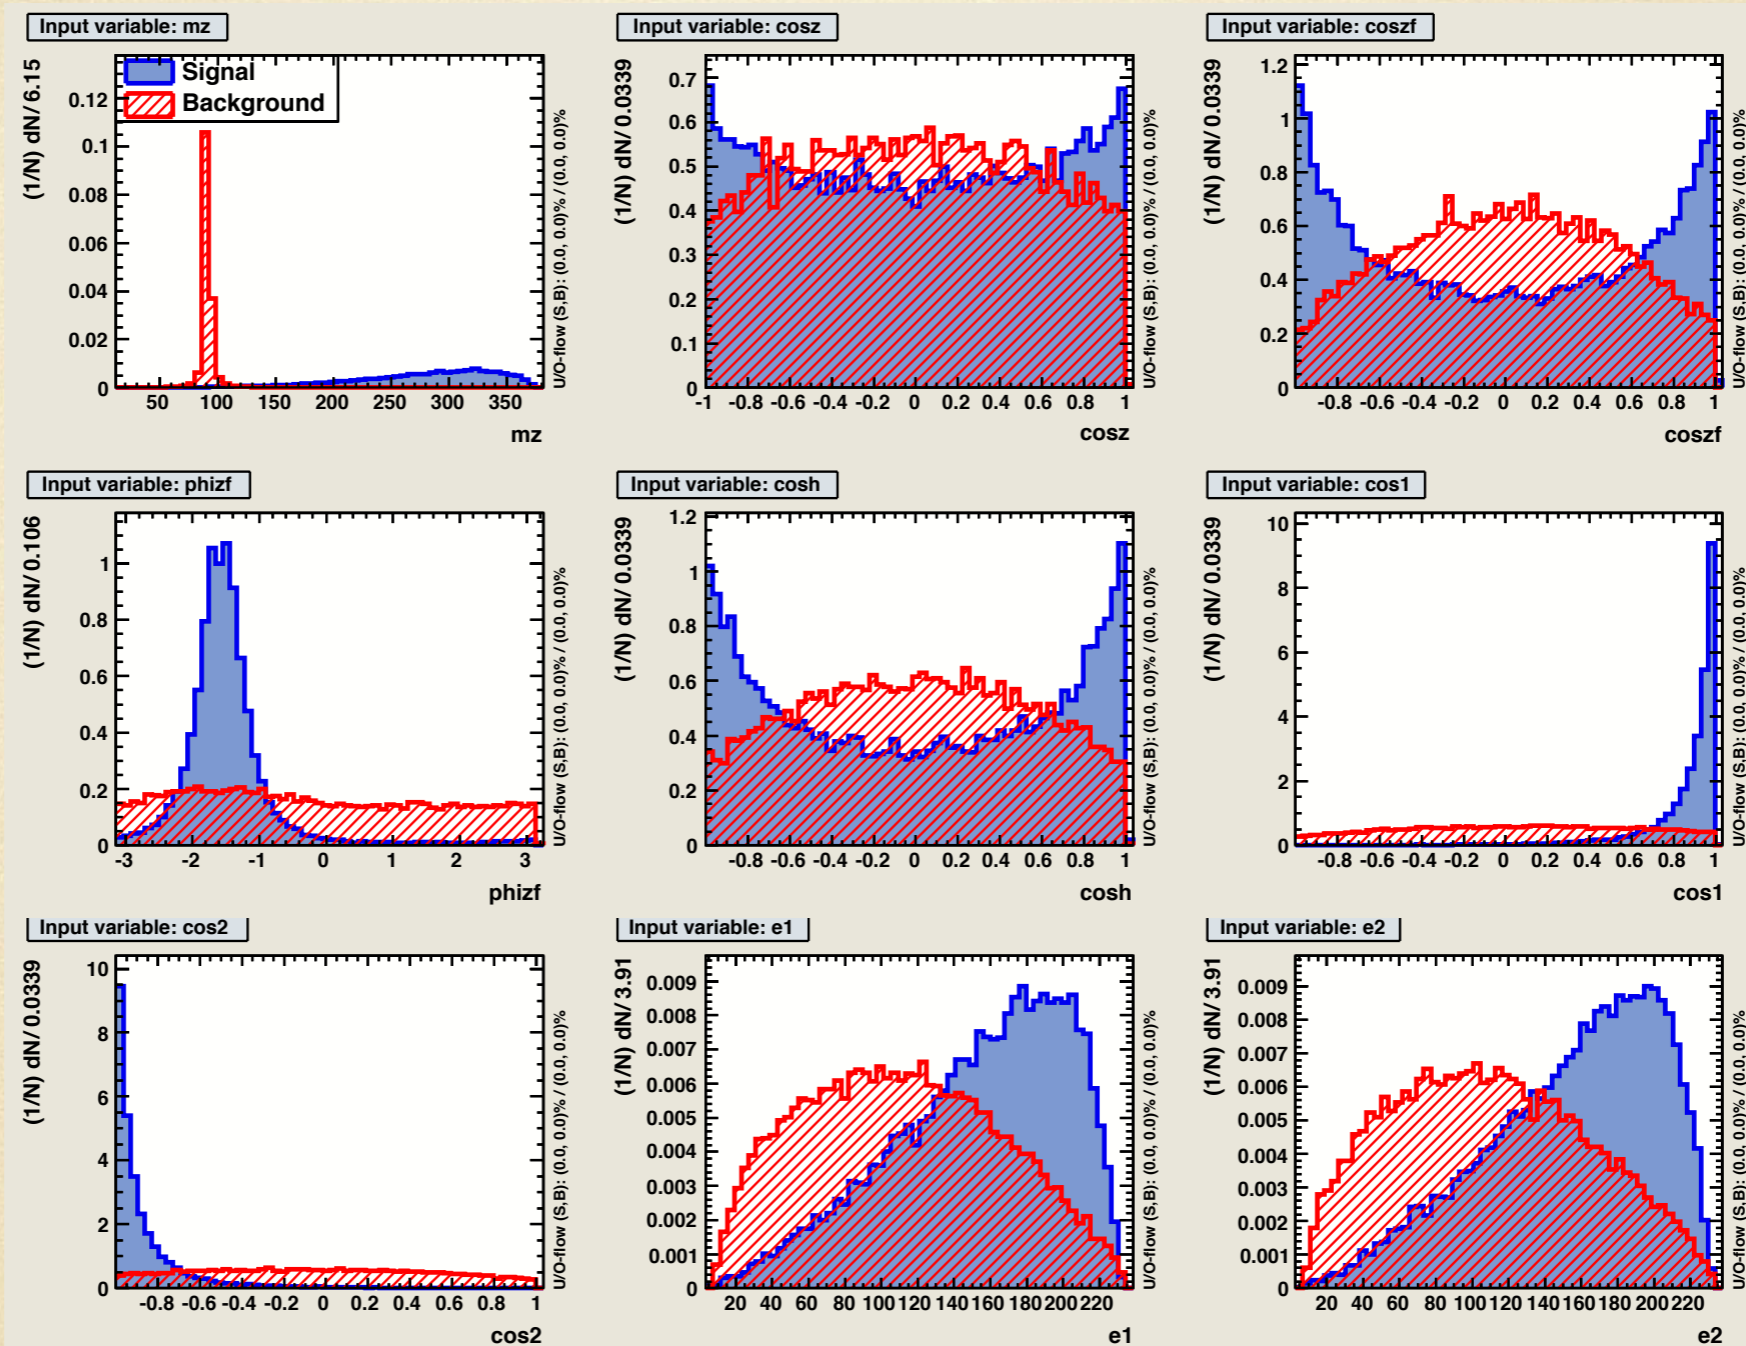 Input variable: mz
(1/N) dN/ 6.15
Signal
Background
0.12
0.1
0.08
0.06
0.04
0.02
0
50 100 150 200 250 300 350
mz
U/O-flow (S,B): (0.0, 0.0)% / (0.0, 0.0)%
Input variable: cosz
(1/N) dN/ 0.0339
0.7
0.6
0.5
0.4
0.3
0.2
0.1
0
-1 -0.8 -0.6 -0.4 -0.2 0 0.2 0.4 0.6 0.8 1
cosz
U/O-flow (S,B): (0.0, 0.0)% / (0.0, 0.0)%
Input variable: coszf
(1/N) dN/ 0.0339
1.2
1
0.8
0.6
0.4
0.2
0
-0.8 -0.6 -0.4 -0.2 0 0.2 0.4 0.6 0.8 1
coszf
U/O-flow (S,B): (0.0, 0.0)% / (0.0, 0.0)%
Input variable: phizf
(1/N) dN/ 0.106
1
0.8
0.6
0.4
0.2
0
-3 -2 -1 0 1 2 3
phizf
U/O-flow (S,B): (0.0, 0.0)% / (0.0, 0.0)%
Input variable: cosh
(1/N) dN/ 0.0339
1.2
1
0.8
0.6
0.4
0.2
0
-0.8 -0.6 -0.4 -0.2 0 0.2 0.4 0.6 0.8 1
cosh
U/O-flow (S,B): (0.0, 0.0)% / (0.0, 0.0)%
Input variable: cos1
(1/N) dN/ 0.0339
10
8
6
4
2
0
-0.8 -0.6 -0.4 -0.2 0 0.2 0.4 0.6 0.8 1
cos1
U/O-flow (S,B): (0.0, 0.0)% / (0.0, 0.0)%
Input variable: cos2
(1/N) dN/ 0.0339
10
8
6
4
2
0
-0.8 -0.6 -0.4 -0.2 0 0.2 0.4 0.6 0.8 1
cos2
U/O-flow (S,B): (0.0, 0.0)% / (0.0, 0.0)%
Input variable: e1
(1/N) dN/ 3.91
0.009
0.008
0.007
0.006
0.005
0.004
0.003
0.002
0.001
0
20 40 60 80 100 120 140 160 180 200 220
e1
U/O-flow (S,B): (0.0, 0.0)% / (0.0, 0.0)%
Input variable: e2
(1/N) dN/ 3.91
0.009
0.008
0.007
0.006
0.005
0.004
0.003
0.002
0.001
0
20 40 60 80 100 120 140 160 180 200 220
e2
U/O-flow (S,B): (0.0, 0.0)% / (0.0, 0.0)%